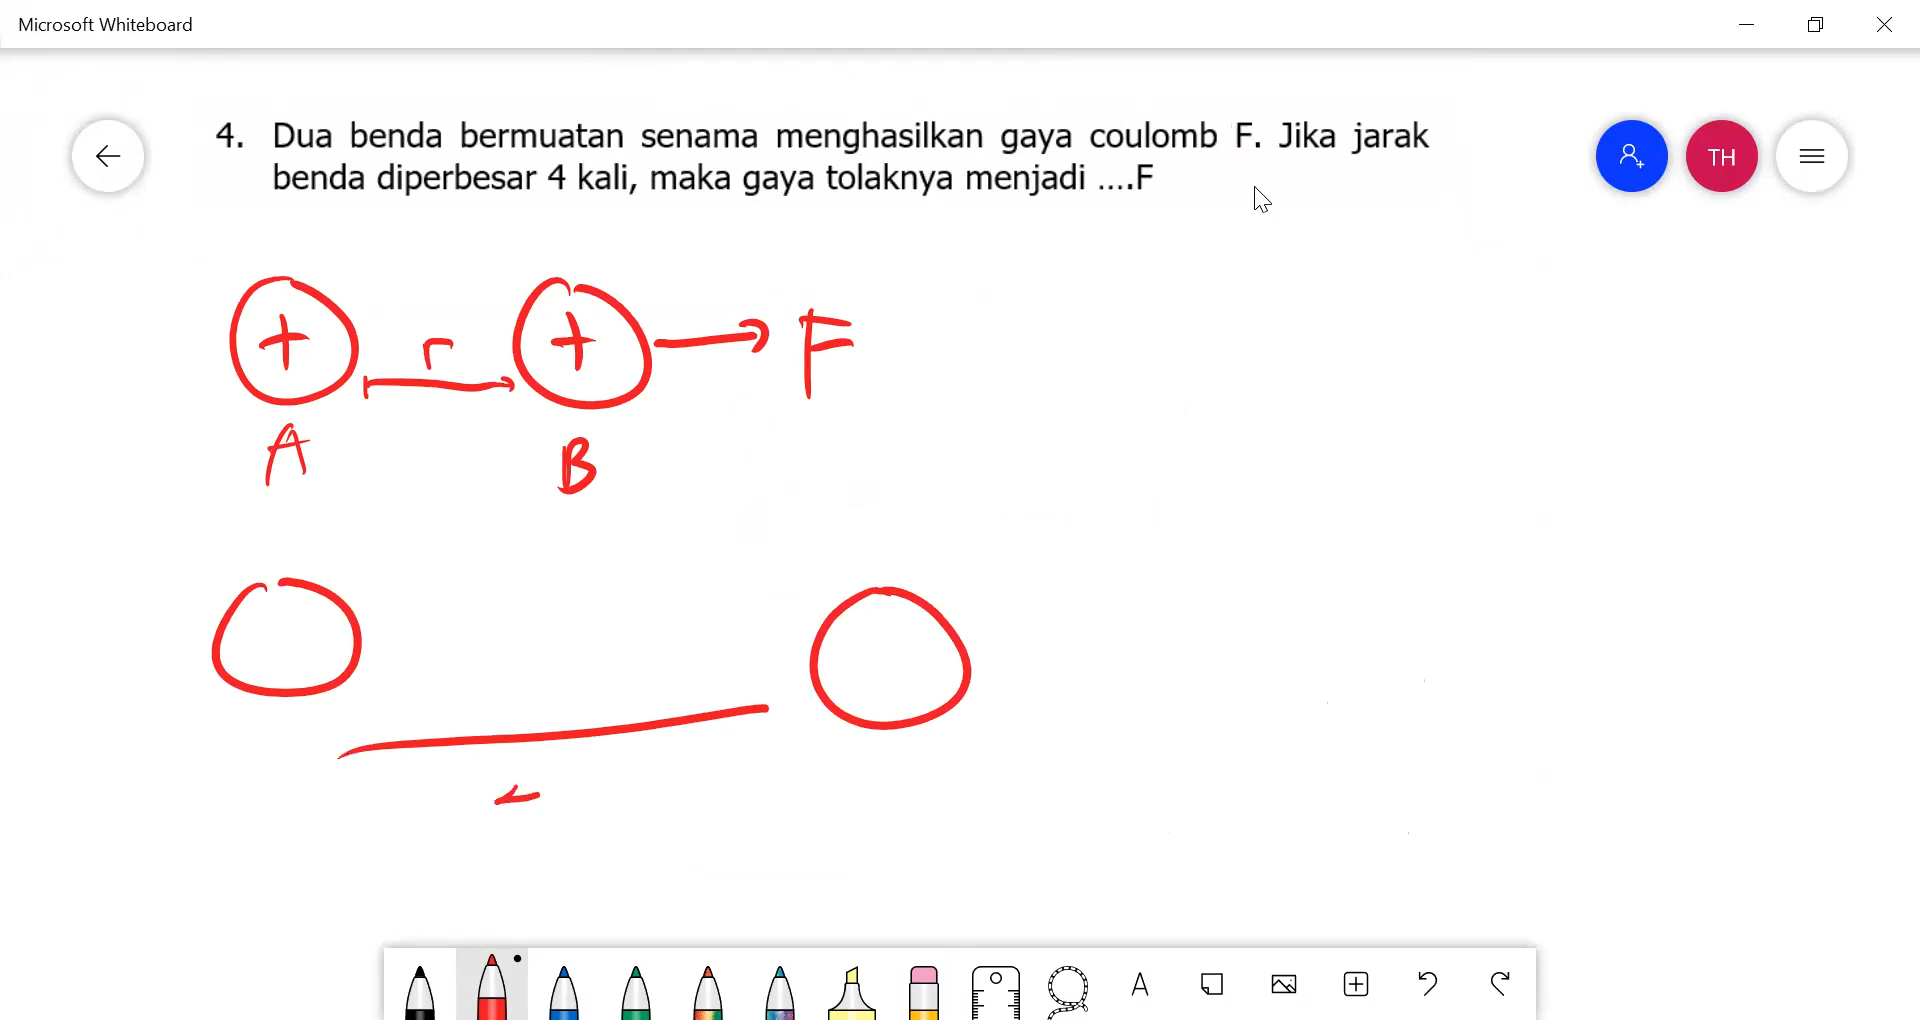 Microsoft Whiteboard
4. Dua benda bermuatan senama menghasilkan gaya coulomb F. Jika jarak
benda diperbesar 4 kali, maka gaya tolaknya menjadi ....F
TH
+ r + F
A B
A